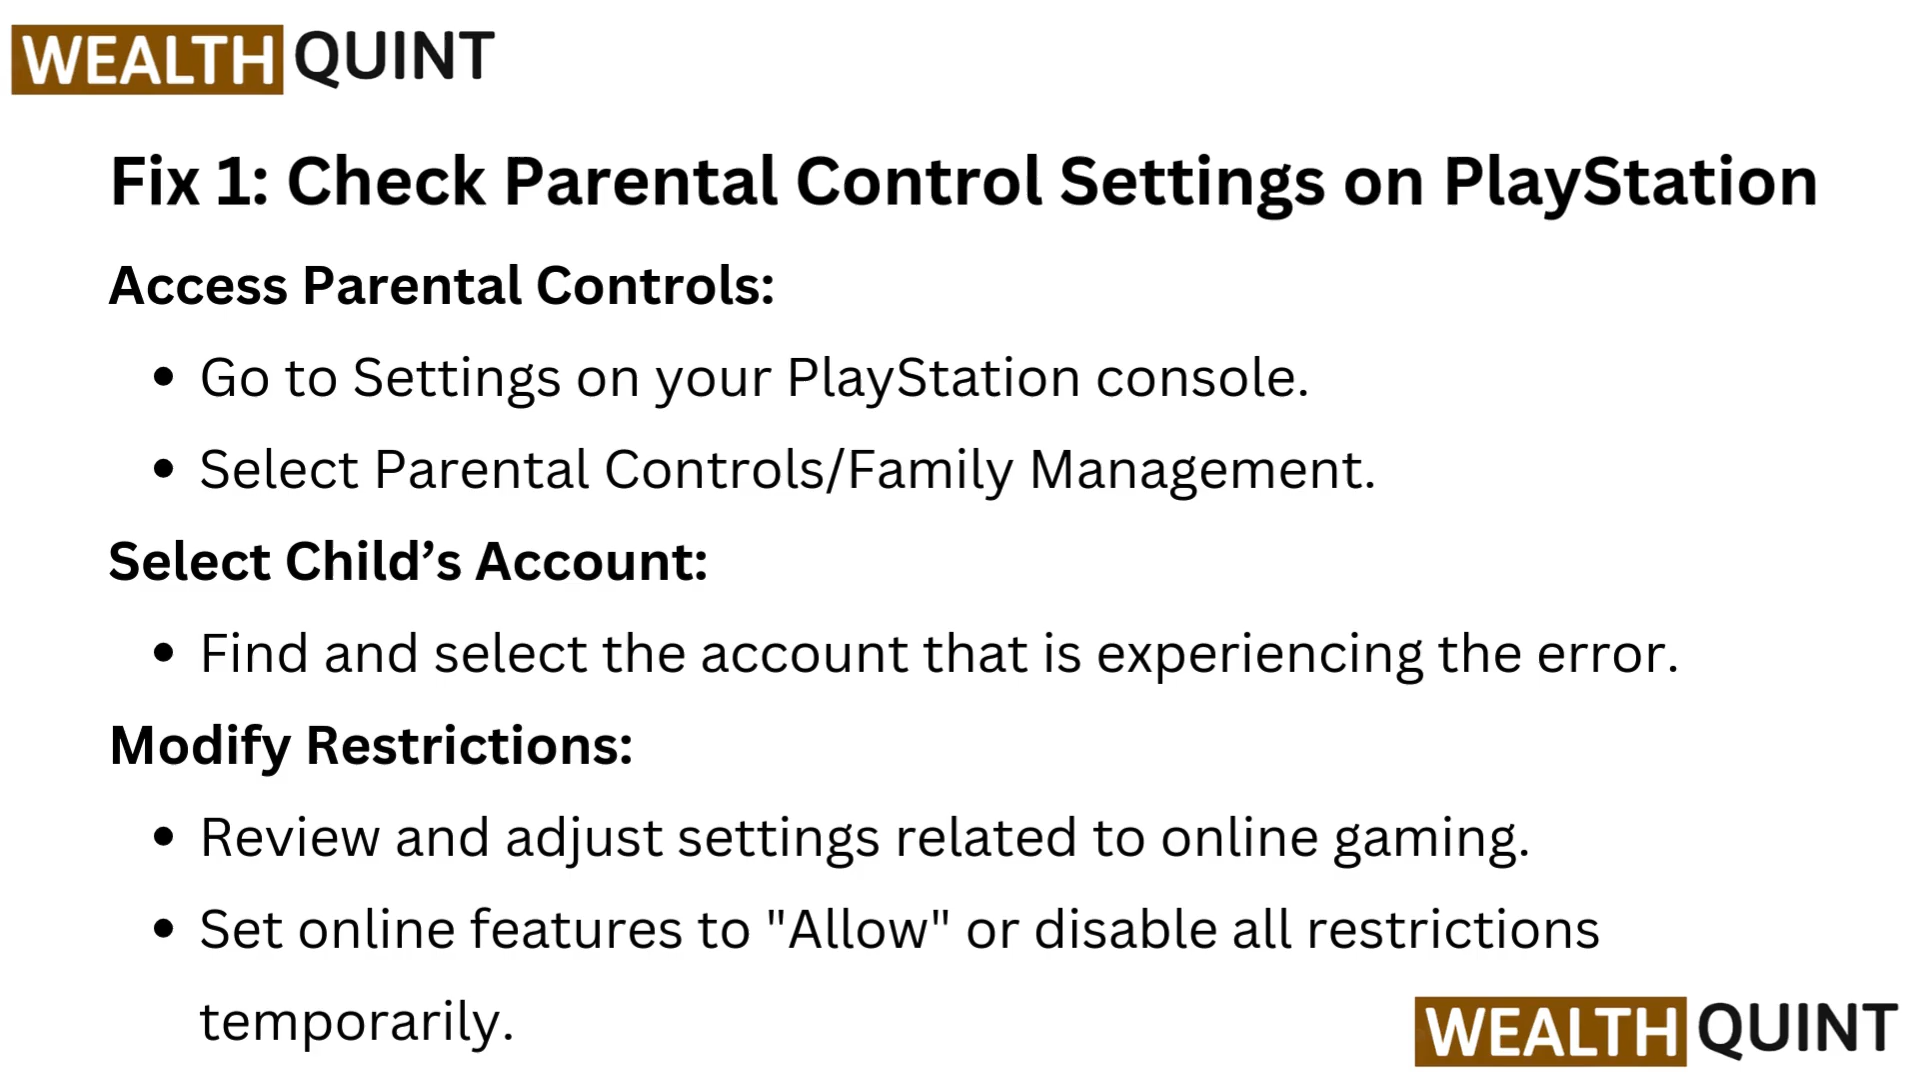 WEALTH QUINT
Fix 1: Check Parental Control Settings on PlayStation
Access Parental Controls:
• Go to Settings on your PlayStation console.
• Select Parental Controls/Family Management.
Select Child’s Account:
• Find and select the account that is experiencing the error.
Modify Restrictions:
• Review and adjust settings related to online gaming.
• Set online features to "Allow" or disable all restrictions
temporarily.
WEALTH QUINT